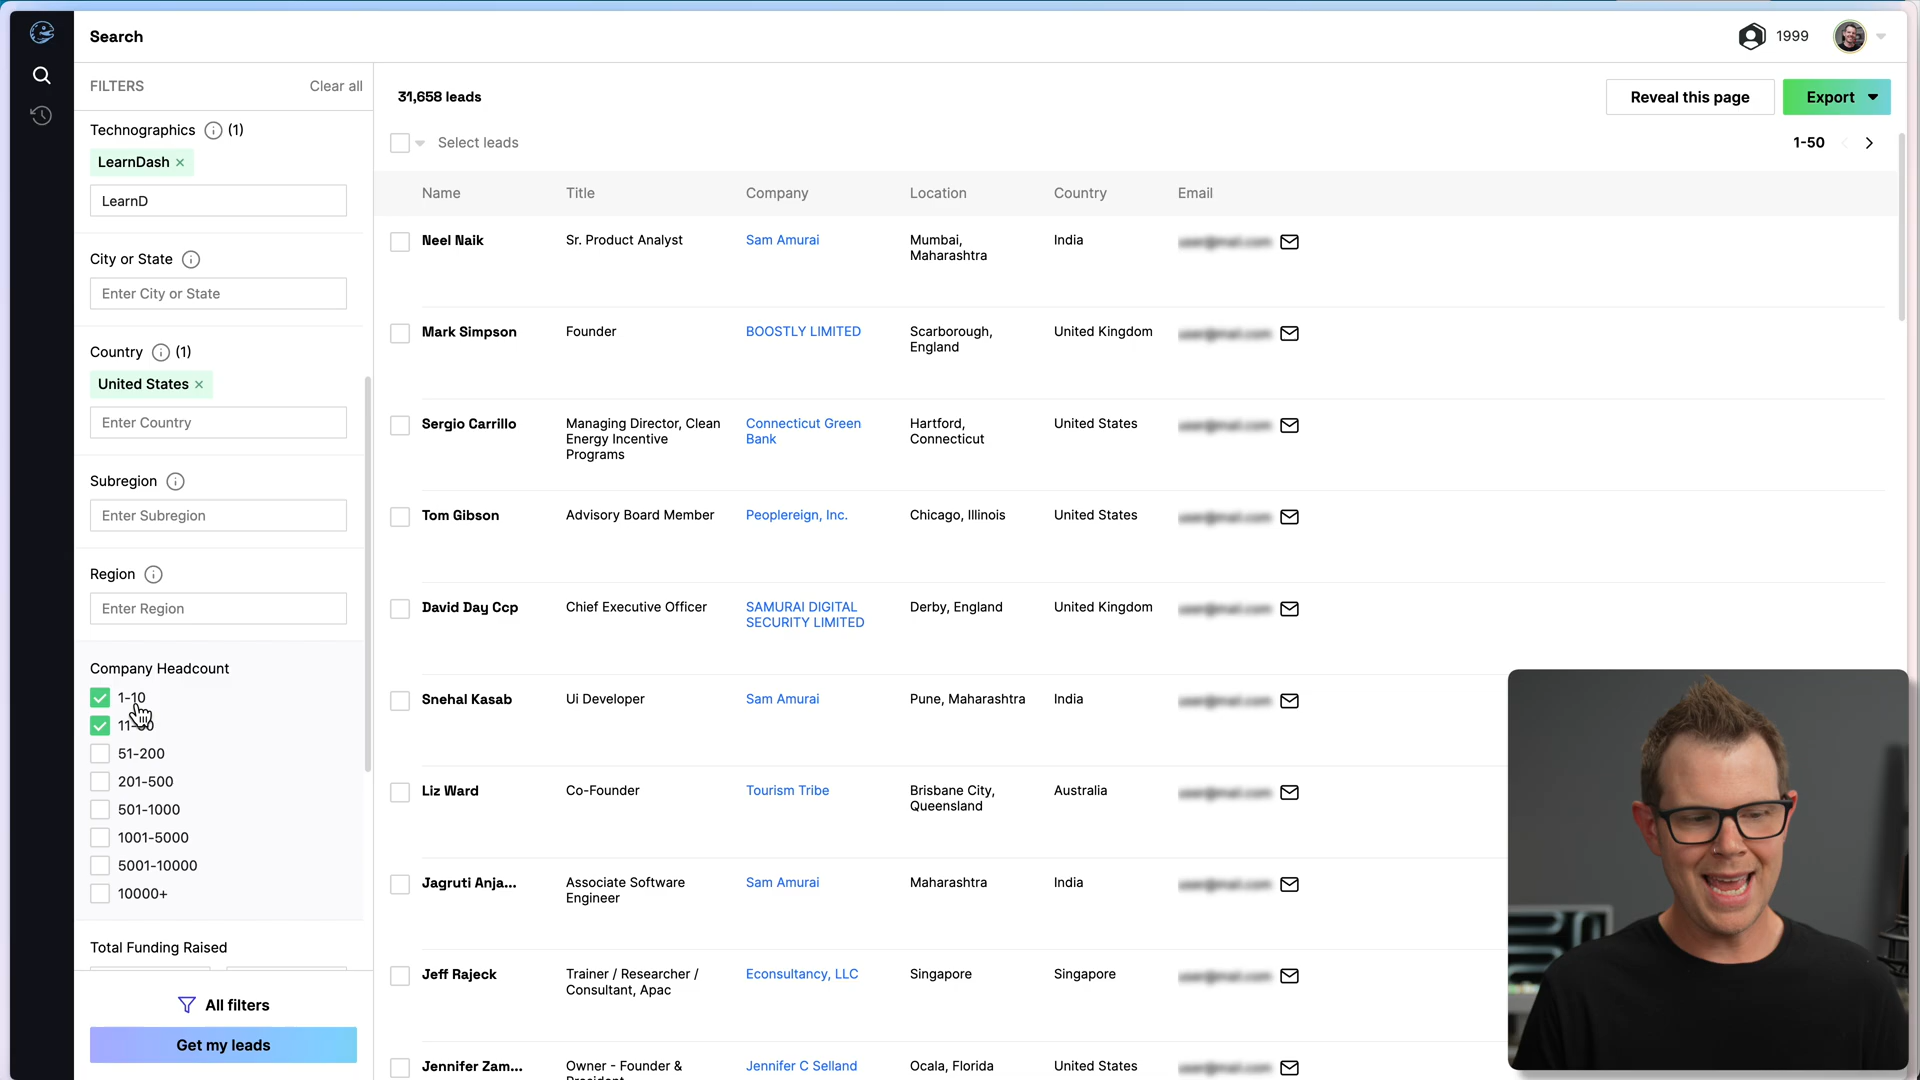 Search
1999
FILTERS
Clear all
31,658 leads
Reveal this page
Export
Technographics (1)
LearnDash ×
LearnD
Select leads
1-50
Name Title Company Location Country Email
City or State
Enter City or State
Country (1)
United States ×
Enter Country
Subregion
Enter Subregion
Region
Enter Region
Company Headcount
1-10
51-200
201-500
501-1000
1001-5000
5001-10000
10000+
Total Funding Raised
All filters
Get my leads
Neel Naik Sr. Product Analyst Sam Amurai Mumbai, India
Maharashtra
Mark Simpson Founder BOOSTLY LIMITED Scarborough, United Kingdom
England
Sergio Carrillo Managing Director, Clean Connecticut Green Hartford, United States
Energy Incentive Bank Connecticut
Programs
Tom Gibson Advisory Board Member Peoplereign, Inc. Chicago, Illinois United States
David Day Ccp Chief Executive Officer SAMURAI DIGITAL Derby, England United Kingdom
SECURITY LIMITED
Snehal Kasab Ui Developer Sam Amurai Pune, Maharashtra India
Liz Ward Co-Founder Tourism Tribe Brisbane City, Australia
Queensland
Jagruti Anja... Associate Software Sam Amurai Maharashtra India
Engineer
Jeff Rajeck Trainer / Researcher / Econsultancy, LLC Singapore Singapore
Consultant, Apac
Jennifer Zam... Owner - Founder & Jennifer C Selland Ocala, Florida United States